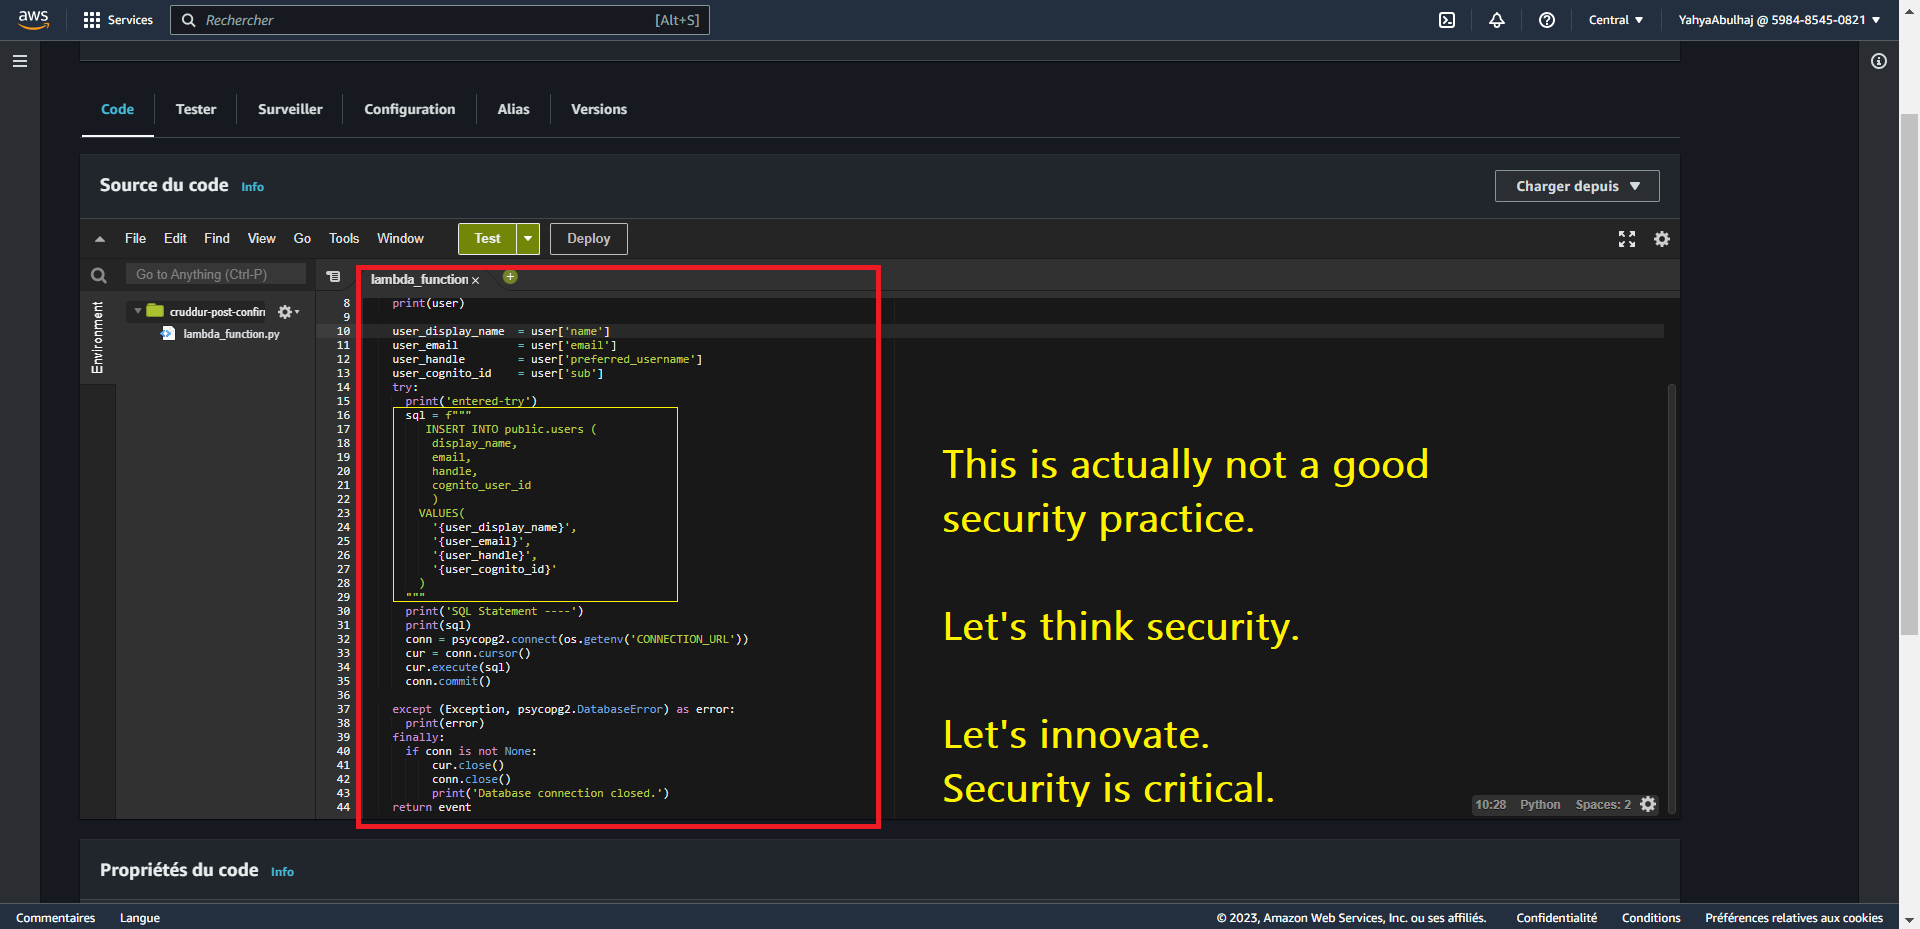 aws
Services
Rechercher
[Alt+S]
Central ▼
YahyaAbulhaj @ 5984-8545-0821 ▼
Code
Tester
Surveiller
Configuration
Alias
Versions
Source du code Info
Charger depuis ▼
File Edit Find View Go Tools Window
Test
Deploy
Go to Anything (Ctrl-P)
Environment
cruddur-post-confir
lambda_function.py
lambda_function ×
8 print(user)
9
10 user_display_name = user['name']
11 user_email = user['email']
12 user_handle = user['preferred_username']
13 user_cognito_id = user['sub']
14 try:
15 print('entered-try')
16 sql = f"""
17 INSERT INTO public.users (
18 display_name,
19 email,
20 handle,
21 cognito_user_id
22 )
23 VALUES(
24 '{user_display_name}',
25 '{user_email}',
26 '{user_handle}',
27 '{user_cognito_id}'
28 )
29 """
30 print('SQL Statement ----')
31 print(sql)
32 conn = psycopg2.connect(os.getenv('CONNECTION_URL'))
33 cur = conn.cursor()
34 cur.execute(sql)
35 conn.commit()
36
37 except (Exception, psycopg2.DatabaseError) as error:
38 print(error)
39 finally:
40 if conn is not None:
41 cur.close()
42 conn.close()
43 print('Database connection closed.')
44 return event
This is actually not a good
security practice.
Let's think security.
Let's innovate.
Security is critical.
10:28 Python Spaces: 2
Propriétés du code Info
Commentaires
Langue
© 2023, Amazon Web Services, Inc. ou ses affiliés.
Confidentialité
Conditions
Préférences relatives aux cookies